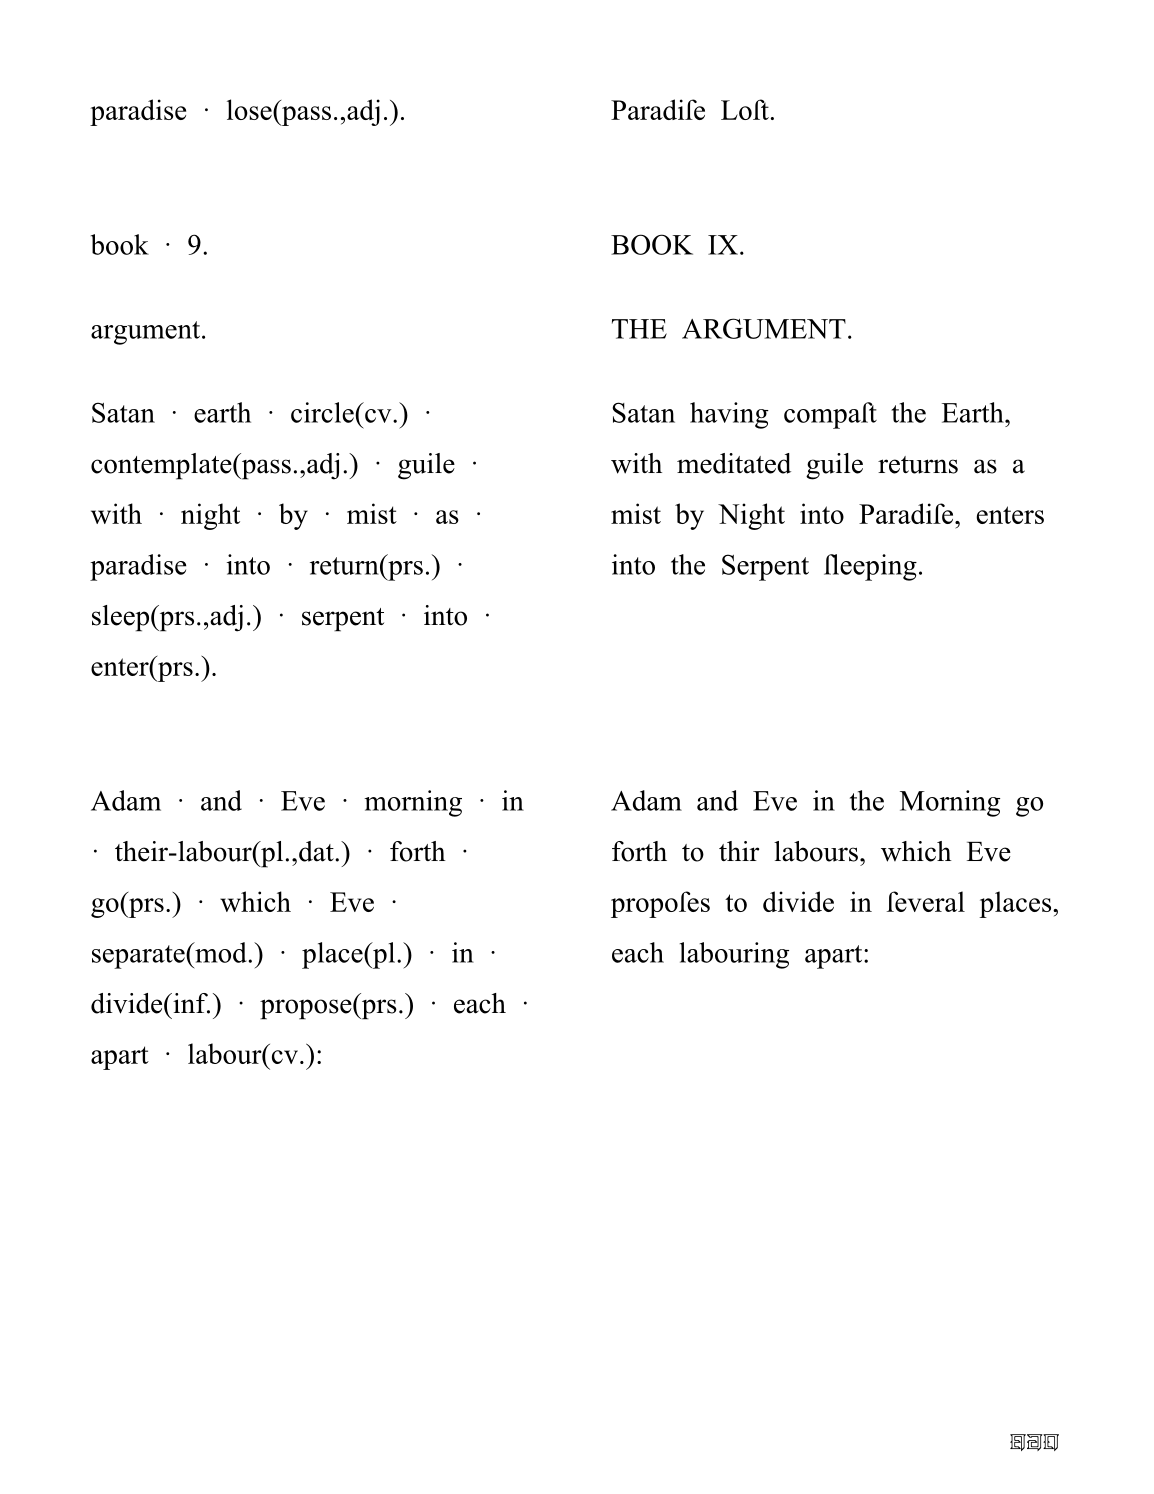 paradise · lose(pass.,adj.).
book · 9.
argument.
Satan · earth · circle(cv.) ·
contemplate(pass.,adj.) · guile ·
with · night · by · mist · as ·
paradise · into · return(prs.) ·
sleep(prs.,adj.) · serpent · into ·
enter(prs.).
Adam · and · Eve · morning · in
· their-labour(pl.,dat.) · forth ·
go(prs.) · which · Eve ·
separate(mod.) · place(pl.) · in ·
divide(inf.) · propose(prs.) · each ·
apart · labour(cv.):
Paradiſe Loſt.
BOOK IX.
THE ARGUMENT.
Satan having compaſt the Earth,
with meditated guile returns as a
mist by Night into Paradiſe, enters
into the Serpent ſleeping.
Adam and Eve in the Morning go
forth to thir labours, which Eve
propoſes to divide in ſeveral places,
each labouring apart: